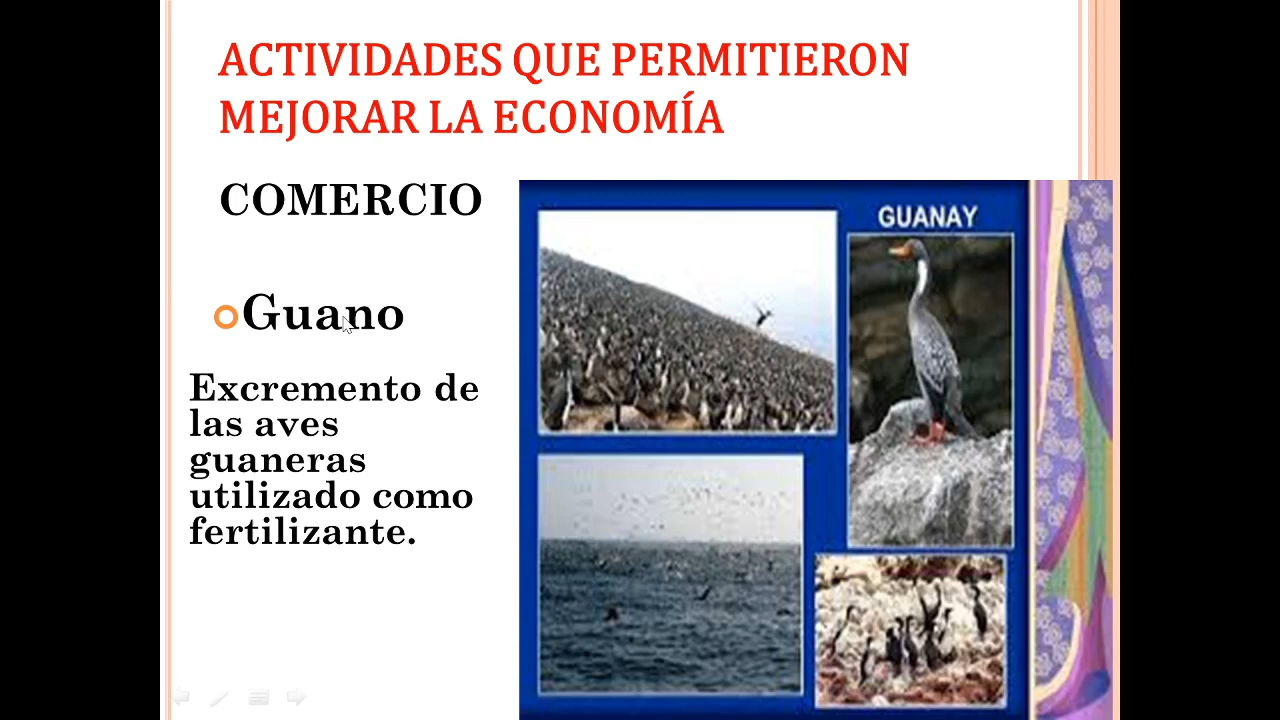 ACTIVIDADES QUE PERMITIERON
MEJORAR LA ECONOMÍA
COMERCIO
Guano
Excremento de
las aves
guaneras
utilizado como
fertilizante.
GUANAY